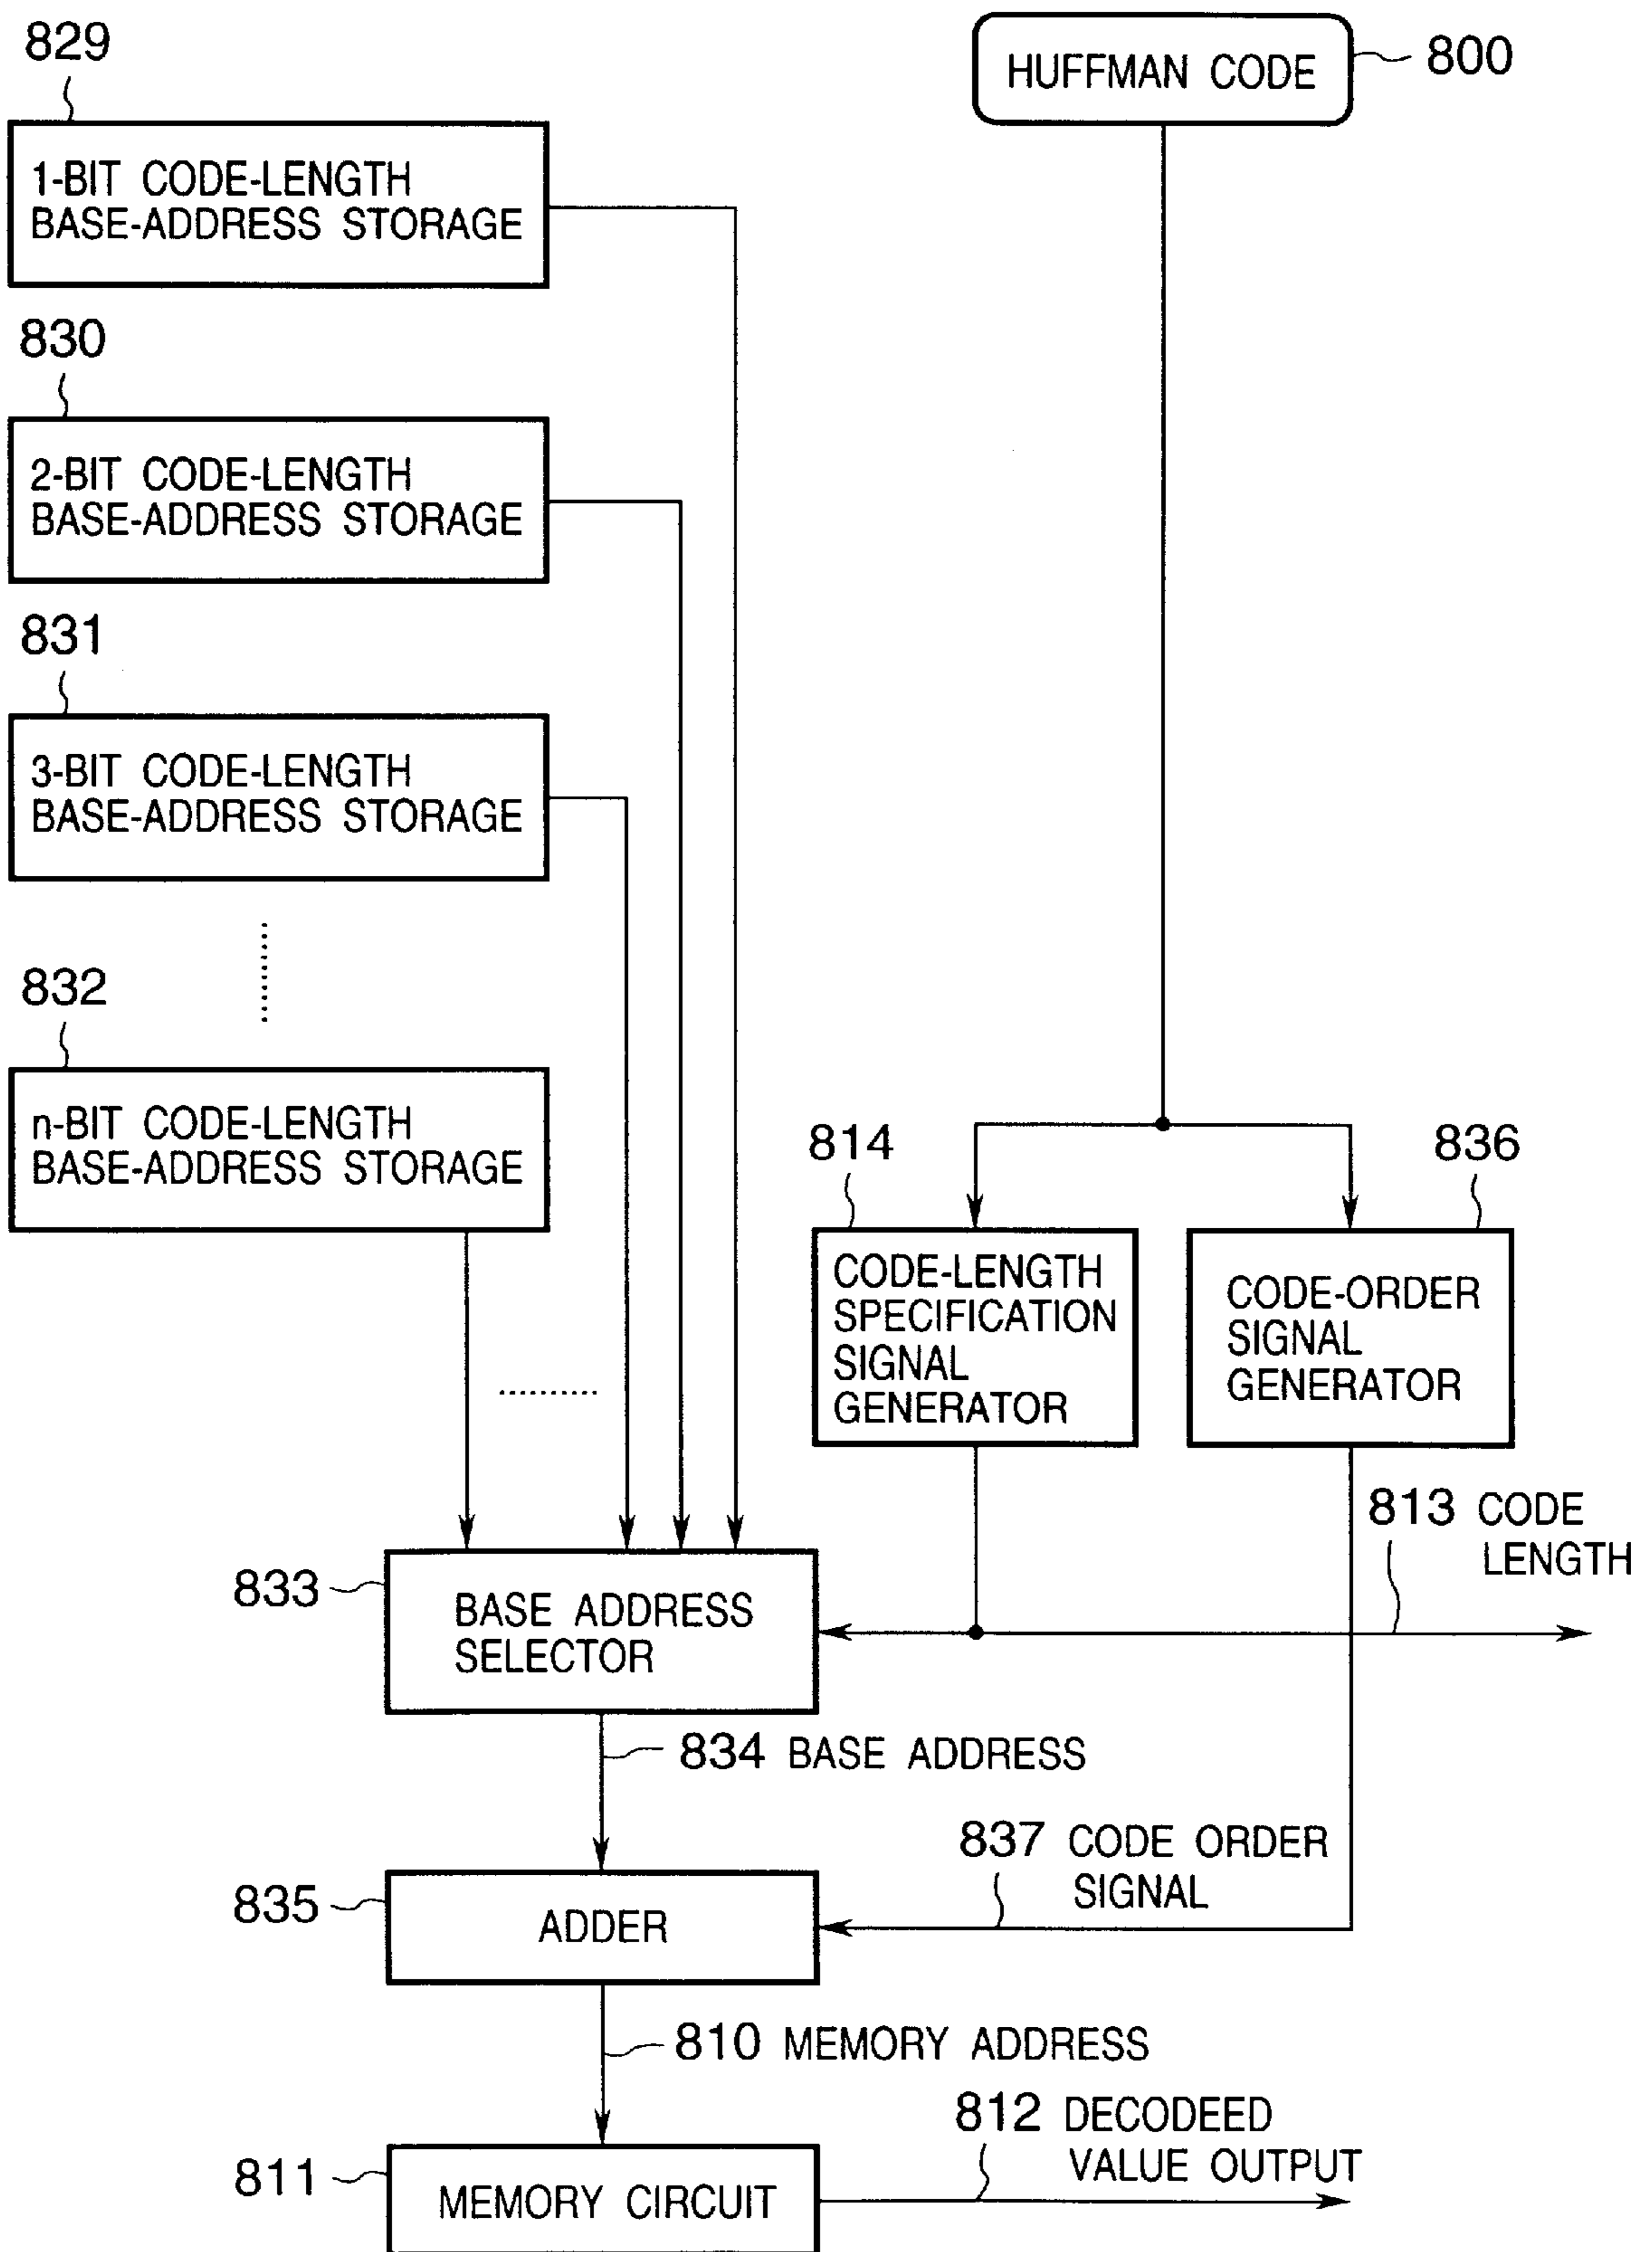 829
HUFFMAN CODE
800
1-BIT CODE-LENGTH
BASE-ADDRESS STORAGE
830
2-BIT CODE-LENGTH
BASE-ADDRESS STORAGE
831
3-BIT CODE-LENGTH
BASE-ADDRESS STORAGE
832
n-BIT CODE-LENGTH
BASE-ADDRESS STORAGE
814
836
CODE-LENGTH
SPECIFICATION
SIGNAL
GENERATOR
CODE-ORDER
SIGNAL
GENERATOR
813 CODE
LENGTH
833
BASE ADDRESS
SELECTOR
834 BASE ADDRESS
837 CODE ORDER
SIGNAL
835
ADDER
810 MEMORY ADDRESS
812 DECODEED
VALUE OUTPUT
811
MEMORY CIRCUIT